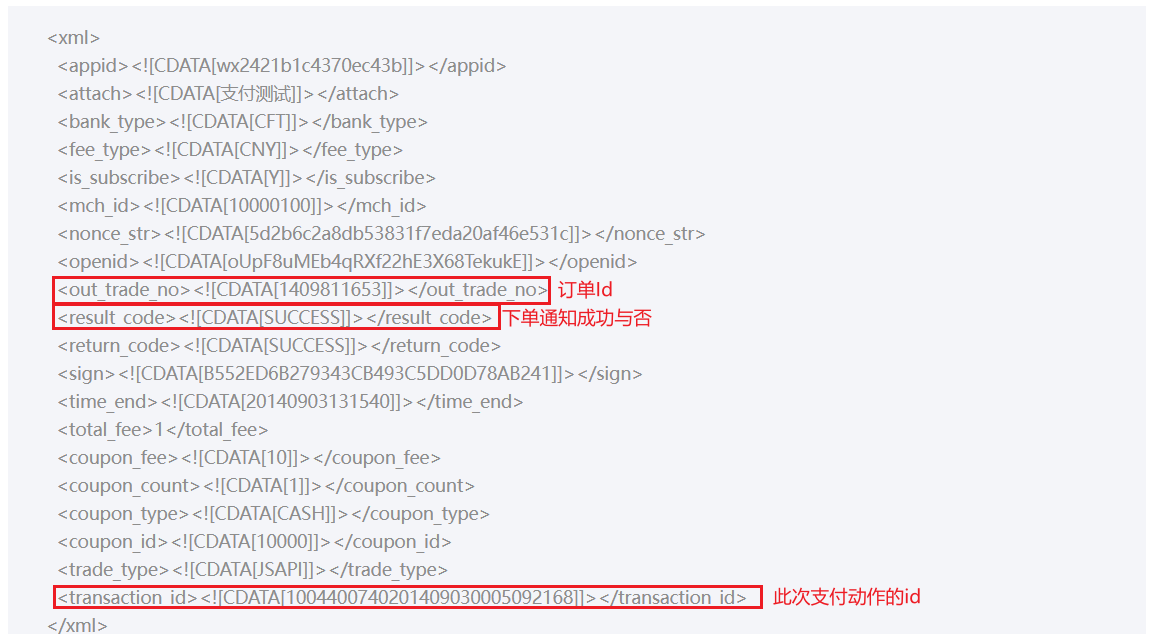 <xml>
<appid><![CDATA[wx2421b1c4370ec43b]]></appid>
<attach><![CDATA[支付测试]]></attach>
<bank_type><![CDATA[CFT]]></bank_type>
<fee_type><![CDATA[CNY]]></fee_type>
<is_subscribe><![CDATA[Y]]></is_subscribe>
<mch_id><![CDATA[10000100]]></mch_id>
<nonce_str><![CDATA[5d2b6c2a8db53831f7eda20af46e531c]]></nonce_str>
<openid><![CDATA[oUpF8uMEb4qRXf22hE3X68TekukE]]></openid>
<out_trade_no><![CDATA[1409811653]]></out_trade_no> 订单Id
<result_code><![CDATA[SUCCESS]]></result_code> 下单通知成功与否
<return_code><![CDATA[SUCCESS]]></return_code>
<sign><![CDATA[B552ED6B279343CB493C5DD0D78AB241]]></sign>
<time_end><![CDATA[20140903131540]]></time_end>
<total_fee>1</total_fee>
<coupon_fee><![CDATA[10]]></coupon_fee>
<coupon_count><![CDATA[1]]></coupon_count>
<coupon_type><![CDATA[CASH]]></coupon_type>
<coupon_id><![CDATA[10000]]></coupon_id>
<trade_type><![CDATA[JSAPI]]></trade_type>
<transaction_id><![CDATA[1004400740201409030005092168]]></transaction_id> 此次支付动作的id
</xml>